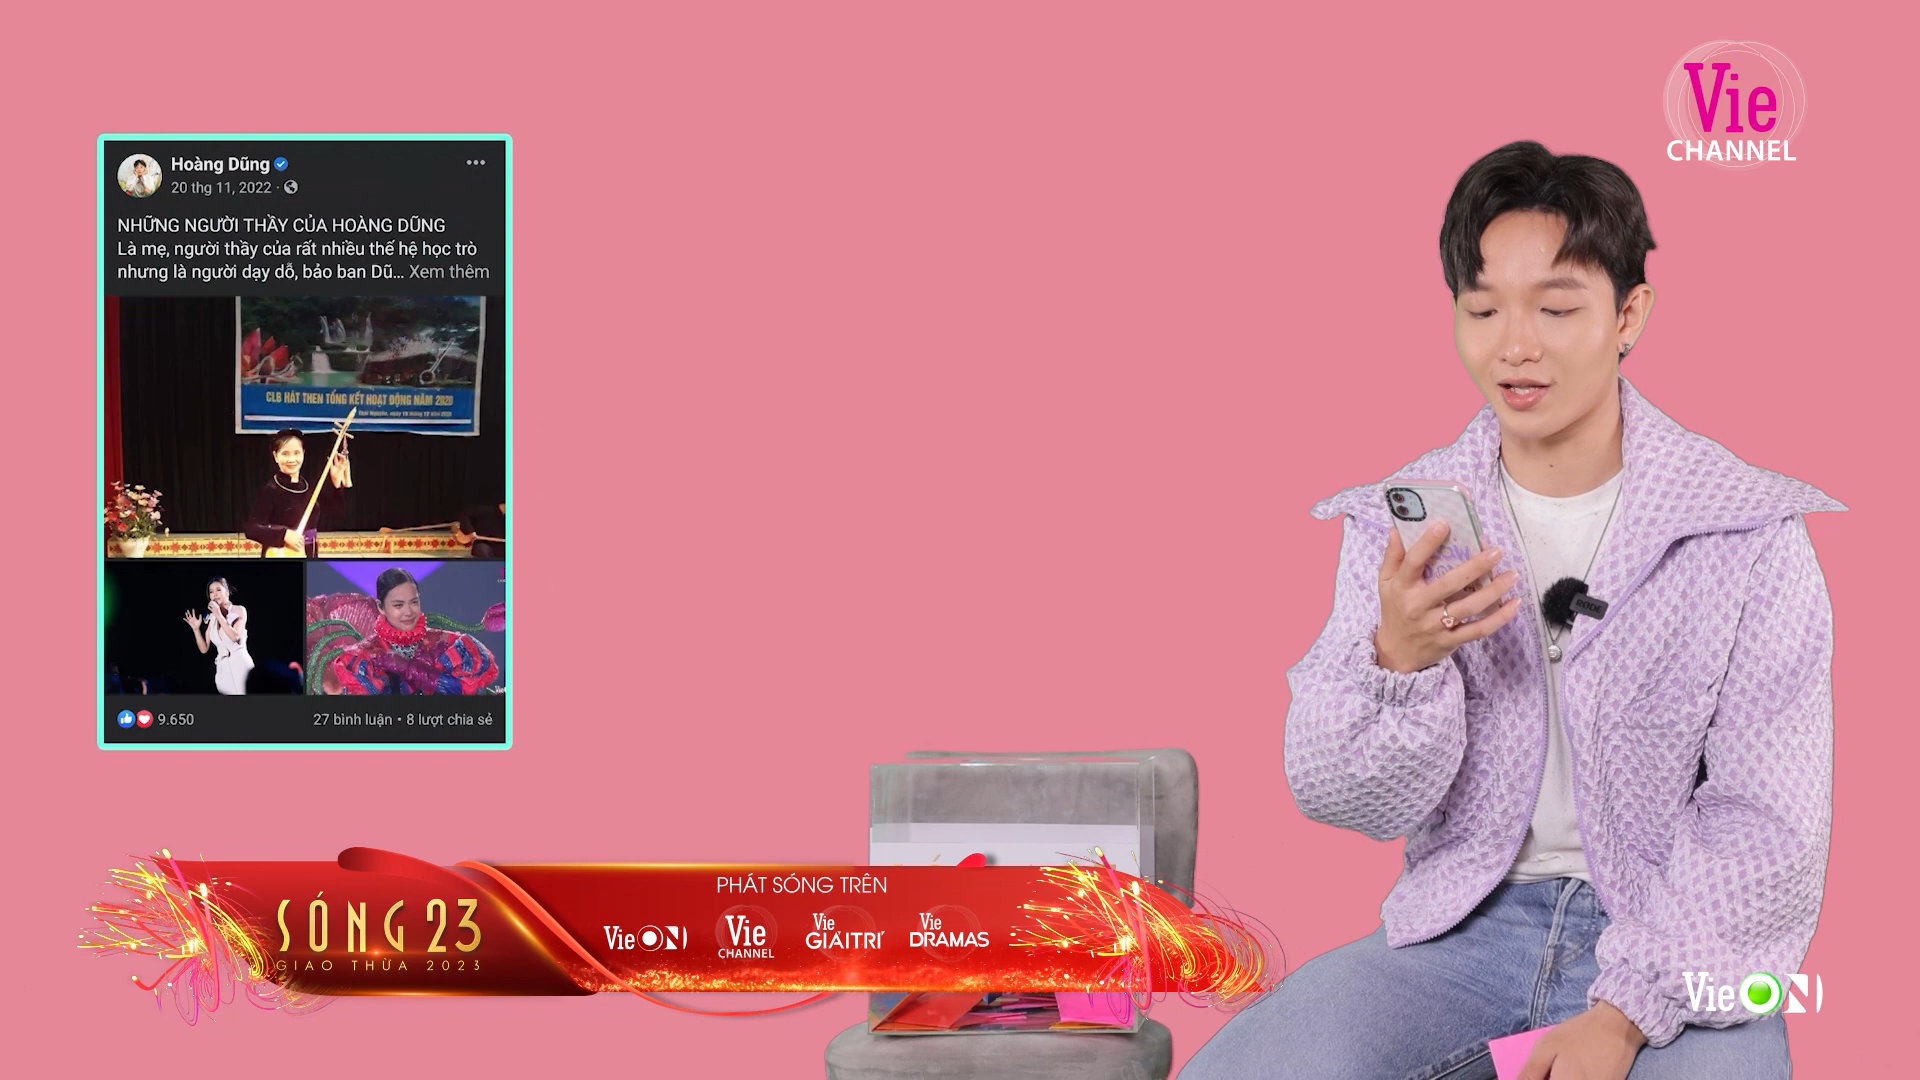 Vie
CHANNEL
Hoàng Dũng
20 thg 11, 2022 ·
NHỮNG NGƯỜI THẦY CỦA HOÀNG DŨNG
Là mẹ, người thầy của rất nhiều thế hệ học trò
nhưng là người dạy dỗ, bảo ban Dũ... Xem thêm
CLB HÁT THEN TỔNG KẾT HOẠT ĐỘNG NĂM 2020
9.650
27 bình luận • 8 lượt chia sẻ
RØDE
SÓNG 23
GIAO THỪA 2023
PHÁT SÓNG TRÊN
VieON
Vie
CHANNEL
Vie
GIẢITRÍ
Vie
DRAMAS
VieON